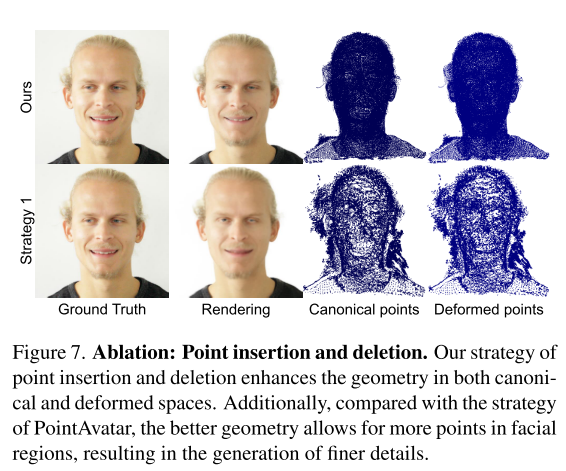 Ours
Strategy 1
Ground Truth Rendering Canonical points Deformed points
Figure 7. Ablation: Point insertion and deletion. Our strategy of
point insertion and deletion enhances the geometry in both canoni-
cal and deformed spaces. Additionally, compared with the strategy
of PointAvatar, the better geometry allows for more points in facial
regions, resulting in the generation of finer details.